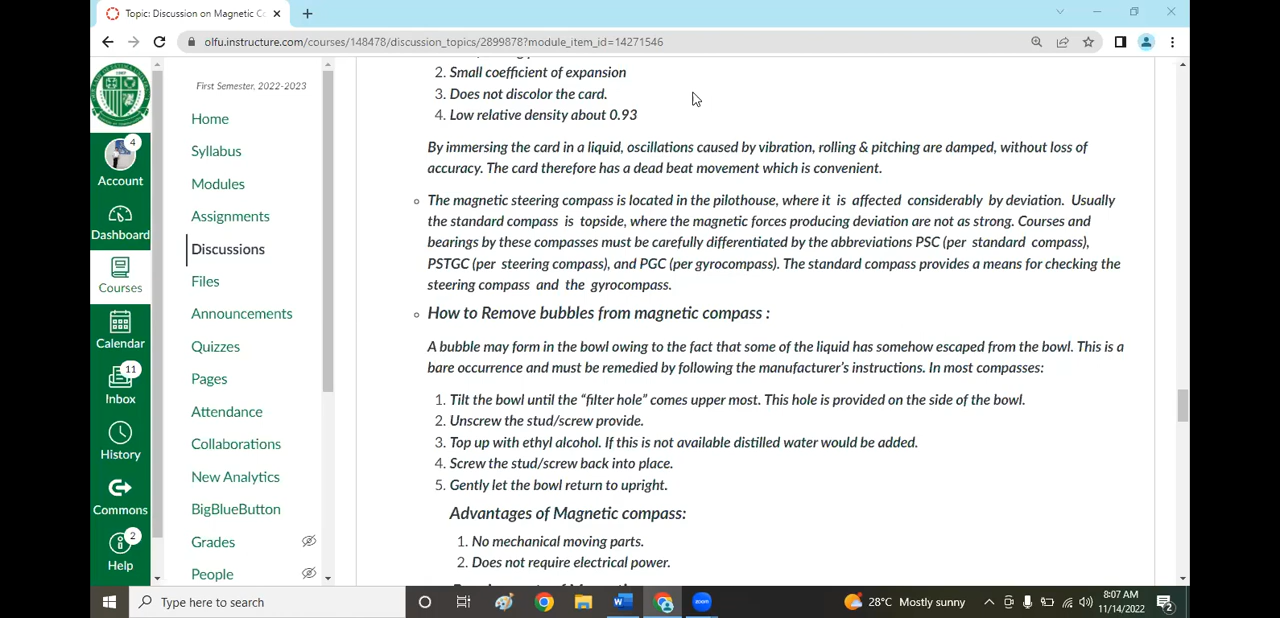 Topic: Discussion on Magnetic Co
olfu.instructure.com/courses/148478/discussion_topics/2899878?module_item_id=14271546
4
Account
Dashboard
Courses
Calendar
11
Inbox
History
Commons
2
Help
First Semester, 2022-2023
Home
Syllabus
Modules
Assignments
Discussions
Files
Announcements
Quizzes
Pages
Attendance
Collaborations
New Analytics
BigBlueButton
Grades
People
2. Small coefficient of expansion
3. Does not discolor the card.
4. Low relative density about 0.93
By immersing the card in a liquid, oscillations caused by vibration, rolling & pitching are damped, without loss of
accuracy. The card therefore has a dead beat movement which is convenient.
The magnetic steering compass is located in the pilothouse, where it is affected considerably by deviation. Usually
the standard compass is topside, where the magnetic forces producing deviation are not as strong. Courses and
bearings by these compasses must be carefully differentiated by the abbreviations PSC (per standard compass),
PSTGC (per steering compass), and PGC (per gyrocompass). The standard compass provides a means for checking the
steering compass and the gyrocompass.
How to Remove bubbles from magnetic compass :
A bubble may form in the bowl owing to the fact that some of the liquid has somehow escaped from the bowl. This is a
bare occurrence and must be remedied by following the manufacturer's instructions. In most compasses:
1. Tilt the bowl until the “filter hole” comes upper most. This hole is provided on the side of the bowl.
2. Unscrew the stud/screw provide.
3. Top up with ethyl alcohol. If this is not available distilled water would be added.
4. Screw the stud/screw back into place.
5. Gently let the bowl return to upright.
Advantages of Magnetic compass:
1. No mechanical moving parts.
2. Does not require electrical power.
Type here to search
zoom
28°C Mostly sunny
8:07 AM
11/14/2022
2